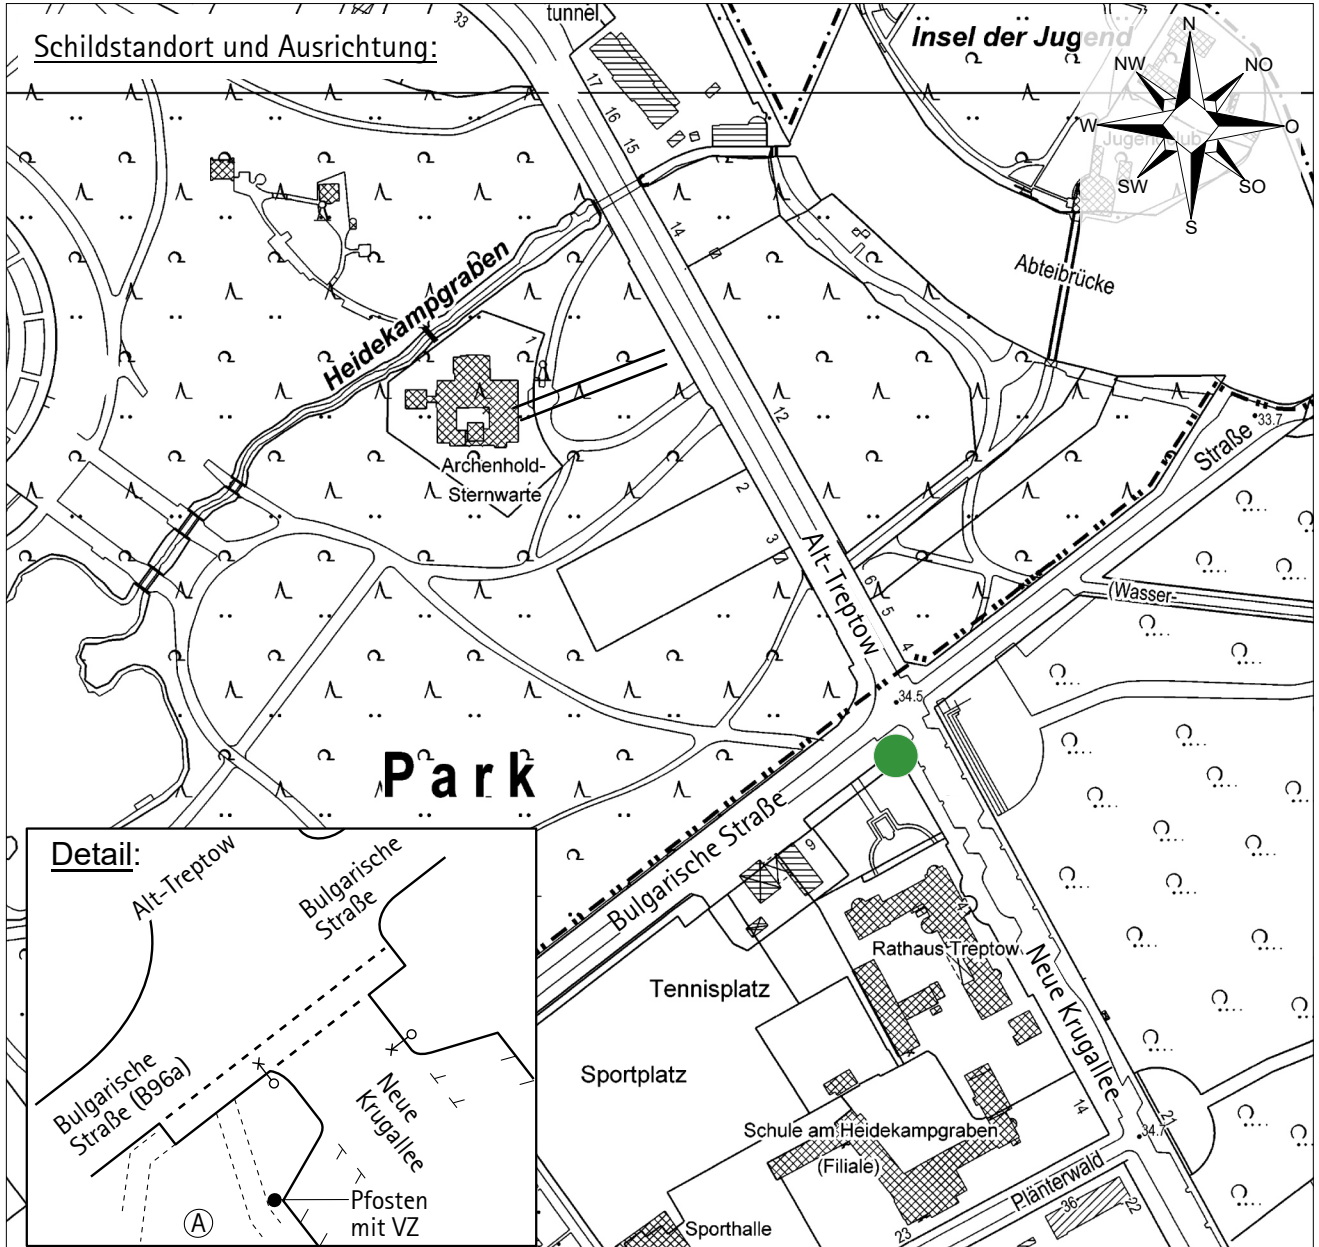 33
tunnel
Schildstandort und Ausrichtung:
Insel der Jugend
N
NW
NO
W
O
Jugendclub
SW
SO
S
17
16
15
14
Abteibrücke
Heidekampgraben
1
12
33.7
Straße
Archenhold-
Sternwarte
2
3
Alt-Treptow
6
5
4
(Wasser-
34.5
Park
Bulgarische Straße
9
Rathaus Treptow
Neue Krugallee
Tennisplatz
Sportplatz
14
21
34.7
Schule am Heidekampgraben
(Filiale)
Plänterwald
36
22
23
Sporthalle
Detail:
Alt-Treptow
Bulgarische
Straße
Bulgarische
Straße (B96a)
Neue
Krugallee
Pfosten
mit VZ
A